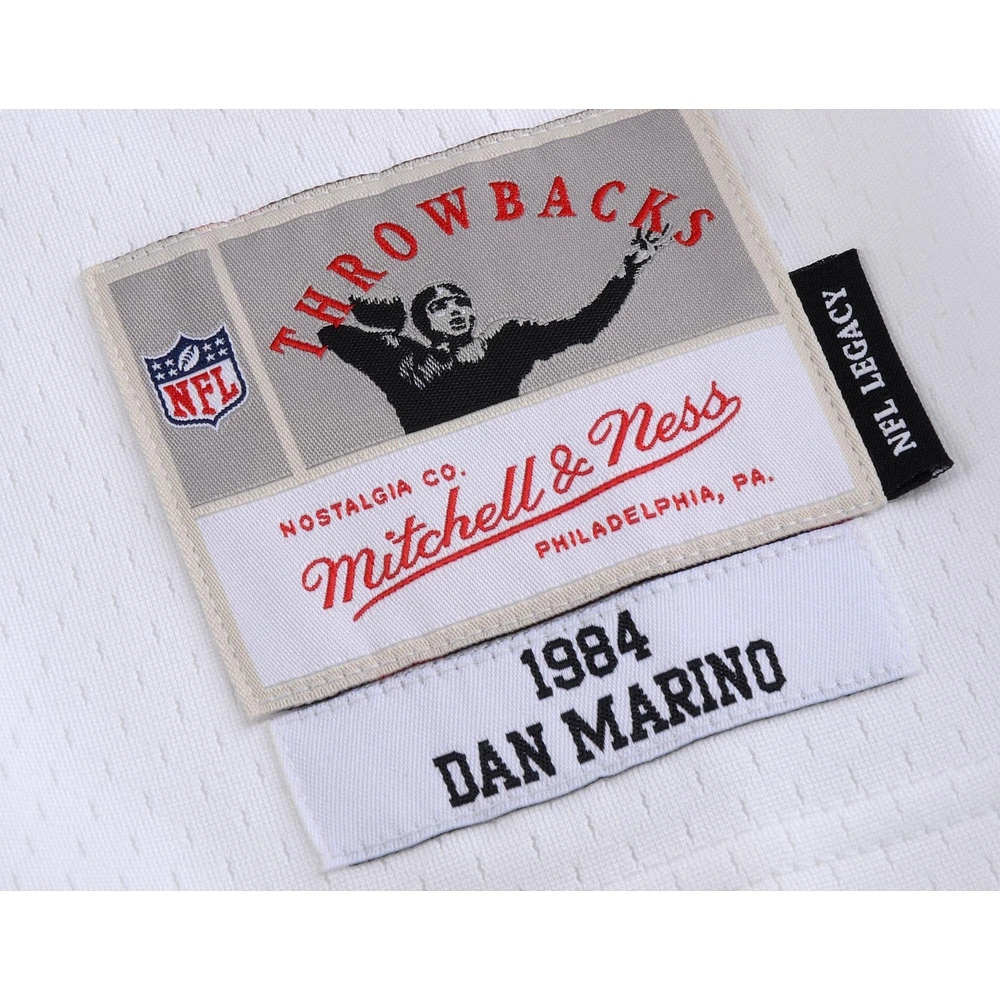 THROWBACKS
NFL
NOSTALGIA CO.
Mitchell & Ness
PHILADELPHIA, PA.
NFL LEGACY
1984
DAN MARINO